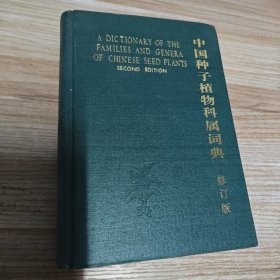 A DICTIONARY OF THE
FAMILIES AND GENERA
OF CHINESE SEED PLANTS
SECOND EDITION
中国种子植物科属词典
修订版